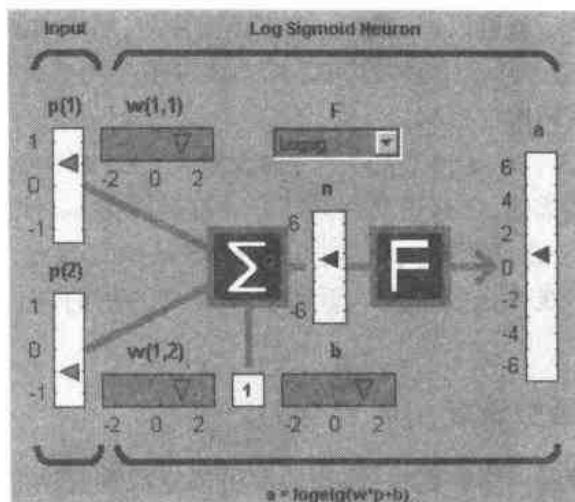 Input Log Sigmoid Neuron
p(1) w(1,1) F a
1 0 -1
-2 0 2
Logsig
n
6 -6
6 4 2 0 -2 -4 -6
Σ F
p(2)
1 0 -1
w(1,2) 1 b
-2 0 2 -2 0 2
a = logsig(w*p+b)